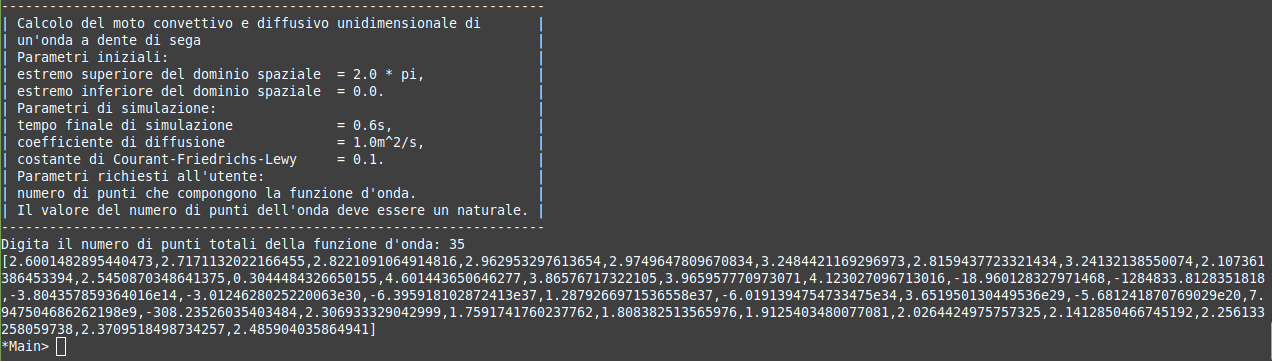 --------------------------------------------------------------------
| Calcolo del moto convettivo e diffusivo unidimensionale di       |
| un'onda a dente di sega                                          |
| Parametri iniziali:                                              |
| estremo superiore del dominio spaziale  = 2.0 * pi,              |
| estremo inferiore del dominio spaziale  = 0.0.                   |
| Parametri di simulazione:                                        |
| tempo finale di simulazione             = 0.6s,                  |
| coefficiente di diffusione              = 1.0m^2/s,              |
| costante di Courant-Friedrichs-Lewy     = 0.1.                   |
| Parametri richiesti all'utente:                                  |
| numero di punti che compongono la funzione d'onda.               |
| Il valore del numero di punti dell'onda deve essere un naturale. |
--------------------------------------------------------------------
Digita il numero di punti totali della funzione d'onda: 35
[2.6001482895440473,2.7171132022166455,2.8221091064914816,2.962953297613654,2.9749647809670834,3.2484421169296973,2.8159437723321434,3.24132138550074,2.107361
386453394,2.5450870348641375,0.3044484326650155,4.601443650646277,3.86576717322105,3.965957770973071,4.123027096713016,-18.960128327971468,-1284833.8128351818
,-3.804357859364016e14,-3.0124628025220063e30,-6.395918102872413e37,1.2879266971536558e37,-6.0191394754733475e34,3.651950130449536e29,-5.681241870769029e20,7.
947504686262198e9,-308.23526035403484,2.306933329042999,1.7591741760237762,1.808382513565976,1.9125403480077081,2.0264424975757325,2.1412850466745192,2.256133
258059738,2.3709518498734257,2.485904035864941]
*Main>